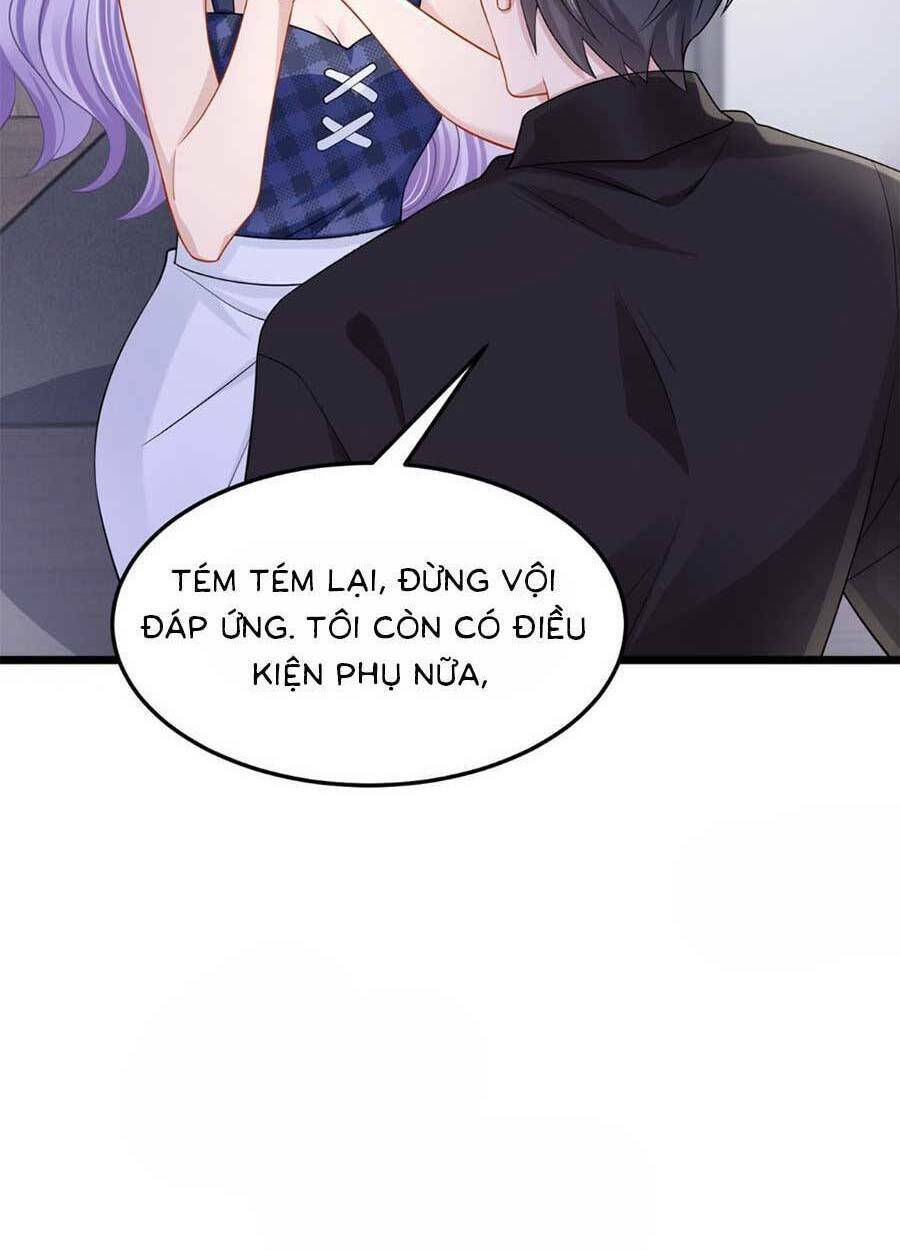 TÉM TÉM LẠI, ĐỪNG VỘI
ĐÁP ỨNG. TÔI CÒN CÓ ĐIỀU
KIỆN PHỤ NỮA,